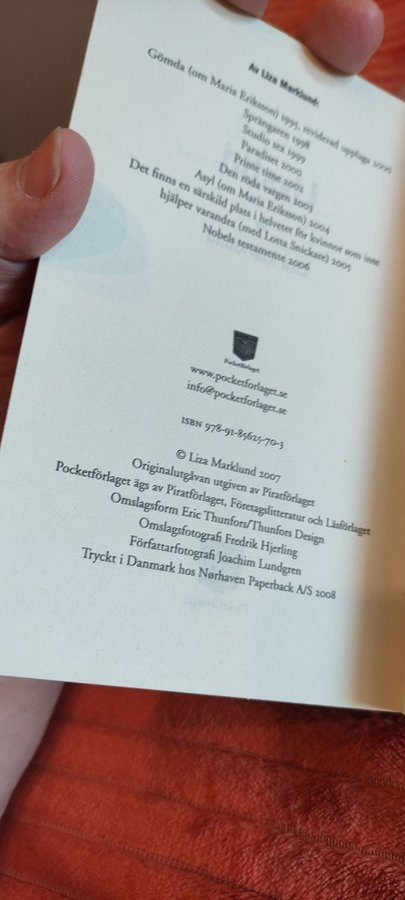 Av Liza Marklund:
Gömda (om Maria Eriksson) 1995, reviderad upplaga 2000
Sprängaren 1998
Studio sex 1999
Paradiset 2000
Prime time 2002
Den röda vargen 2003
Asyl (om Maria Eriksson) 2004
Det finns en särskild plats i helvetet för kvinnor som inte
hjälper varandra (med Lotta Snickare) 2005
Nobels testamente 2006
Pocketförlaget
www.pocketforlaget.se
info@pocketforlaget.se
ISBN 978-91-85625-70-3
© Liza Marklund 2007
Originalutgåvan utgiven av Piratförlaget
Pocketförlaget ägs av Piratförlaget, Företagslitteratur och Läsförlaget
Omslagsform Eric Thunfors/Thunfors Design
Omslagsfotografi Fredrik Hjerling
Författarfotografi Joachim Lundgren
Tryckt i Danmark hos Nørhaven Paperback A/S 2008